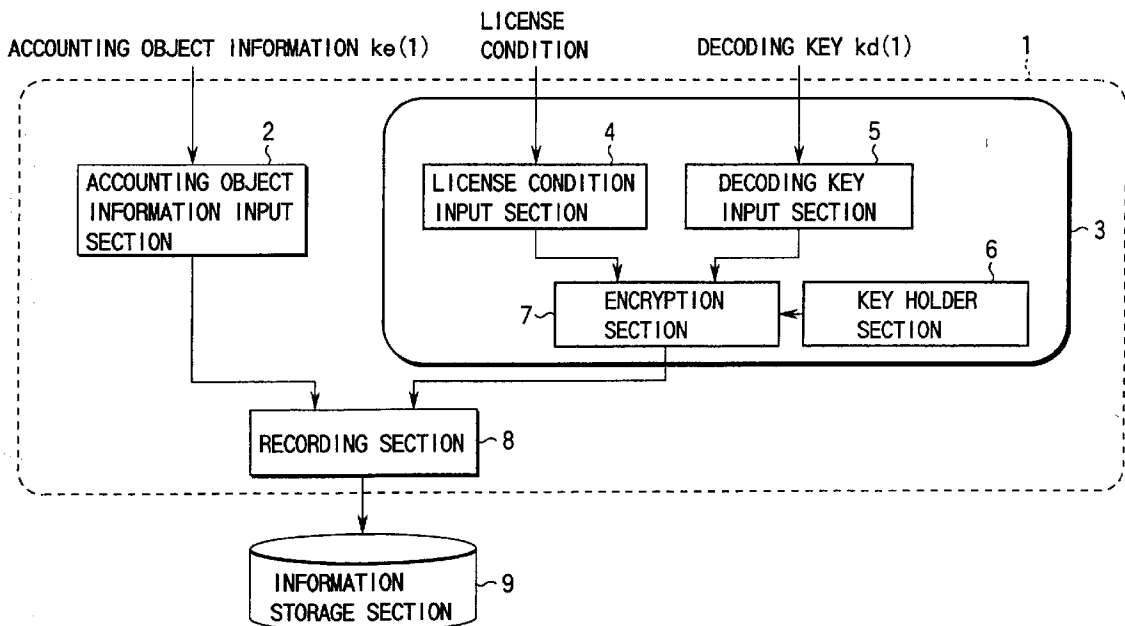 LICENSE
CONDITION
ACCOUNTING OBJECT INFORMATION ke(1)
DECODING KEY kd(1)
1
2
4
5
ACCOUNTING OBJECT
INFORMATION INPUT
SECTION
LICENSE CONDITION
INPUT SECTION
DECODING KEY
INPUT SECTION
3
6
7
ENCRYPTION
SECTION
KEY HOLDER
SECTION
RECORDING SECTION
8
INFORMATION
STORAGE SECTION
9